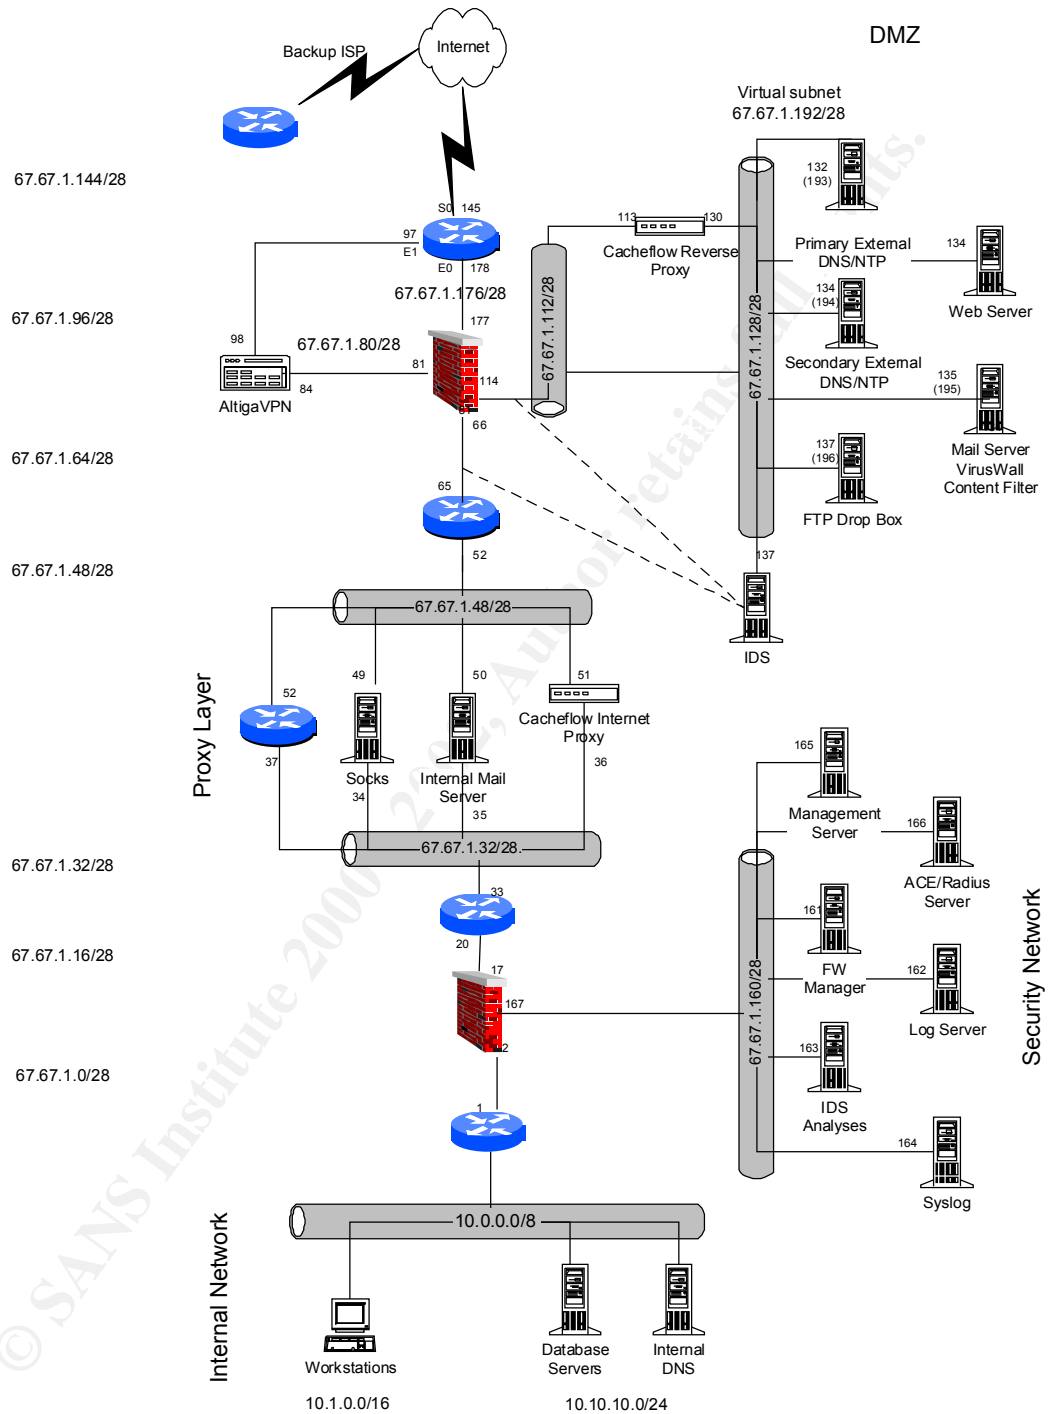 Internet
Backup ISP
DMZ
Virtual subnet
67.67.1.192/28
132
(193)
67.67.1.144/28
S0 145
97
E1
E0 178
113
130
Cacheflow Reverse
Proxy
Primary External
DNS/NTP
134
Web Server
67.67.1.176/28
67.67.1.96/28
177
67.67.1.112/28
67.67.1.128/28
134
(194)
Secondary External
DNS/NTP
98
67.67.1.80/28
81
114
84
AltigaVPN
66
135
(195)
Mail Server
VirusWall
Content Filter
137
(196)
FTP Drop Box
67.67.1.64/28
65
52
137
IDS
67.67.1.48/28
67.67.1.48/28
Proxy Layer
52
49
50
51
Cacheflow Internet
Proxy
37
Socks
34
Internal Mail
Server
35
36
67.67.1.32/28.
67.67.1.32/28
33
20
67.67.1.16/28
17
167
2
67.67.1.0/28
1
165
Management
Server
166
ACE/Radius
Server
161
FW
Manager
162
Log Server
67.67.1.160/28
163
IDS
Analyses
164
Syslog
Security Network
Internal Network
10.0.0.0/8
Workstations
Database
Servers
Internal
DNS
10.1.0.0/16
10.10.10.0/24
© SANS Institute 2000 - 2002, Author retains full rights.